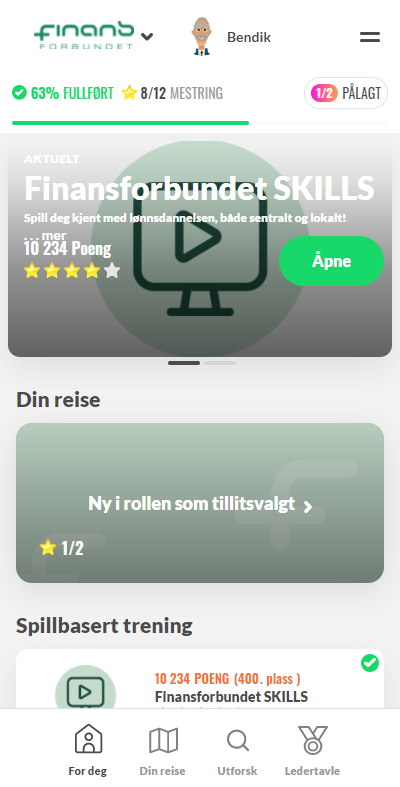 finans
FORBUNDET
Bendik
63% FULLFØRT
8/12 MESTRING
1/2 PÅLAGT
AKTUELT
Finansforbundet SKILLS
Spill deg kjent med lønnsdannelsen, både sentralt og lokalt!
... mer
10 234 Poeng
Åpne
Din reise
Ny i rollen som tillitsvalgt
1/2
Spillbasert trening
10 234 POENG (400. plass )
Finansforbundet SKILLS
For deg
Din reise
Utforsk
Ledertavle